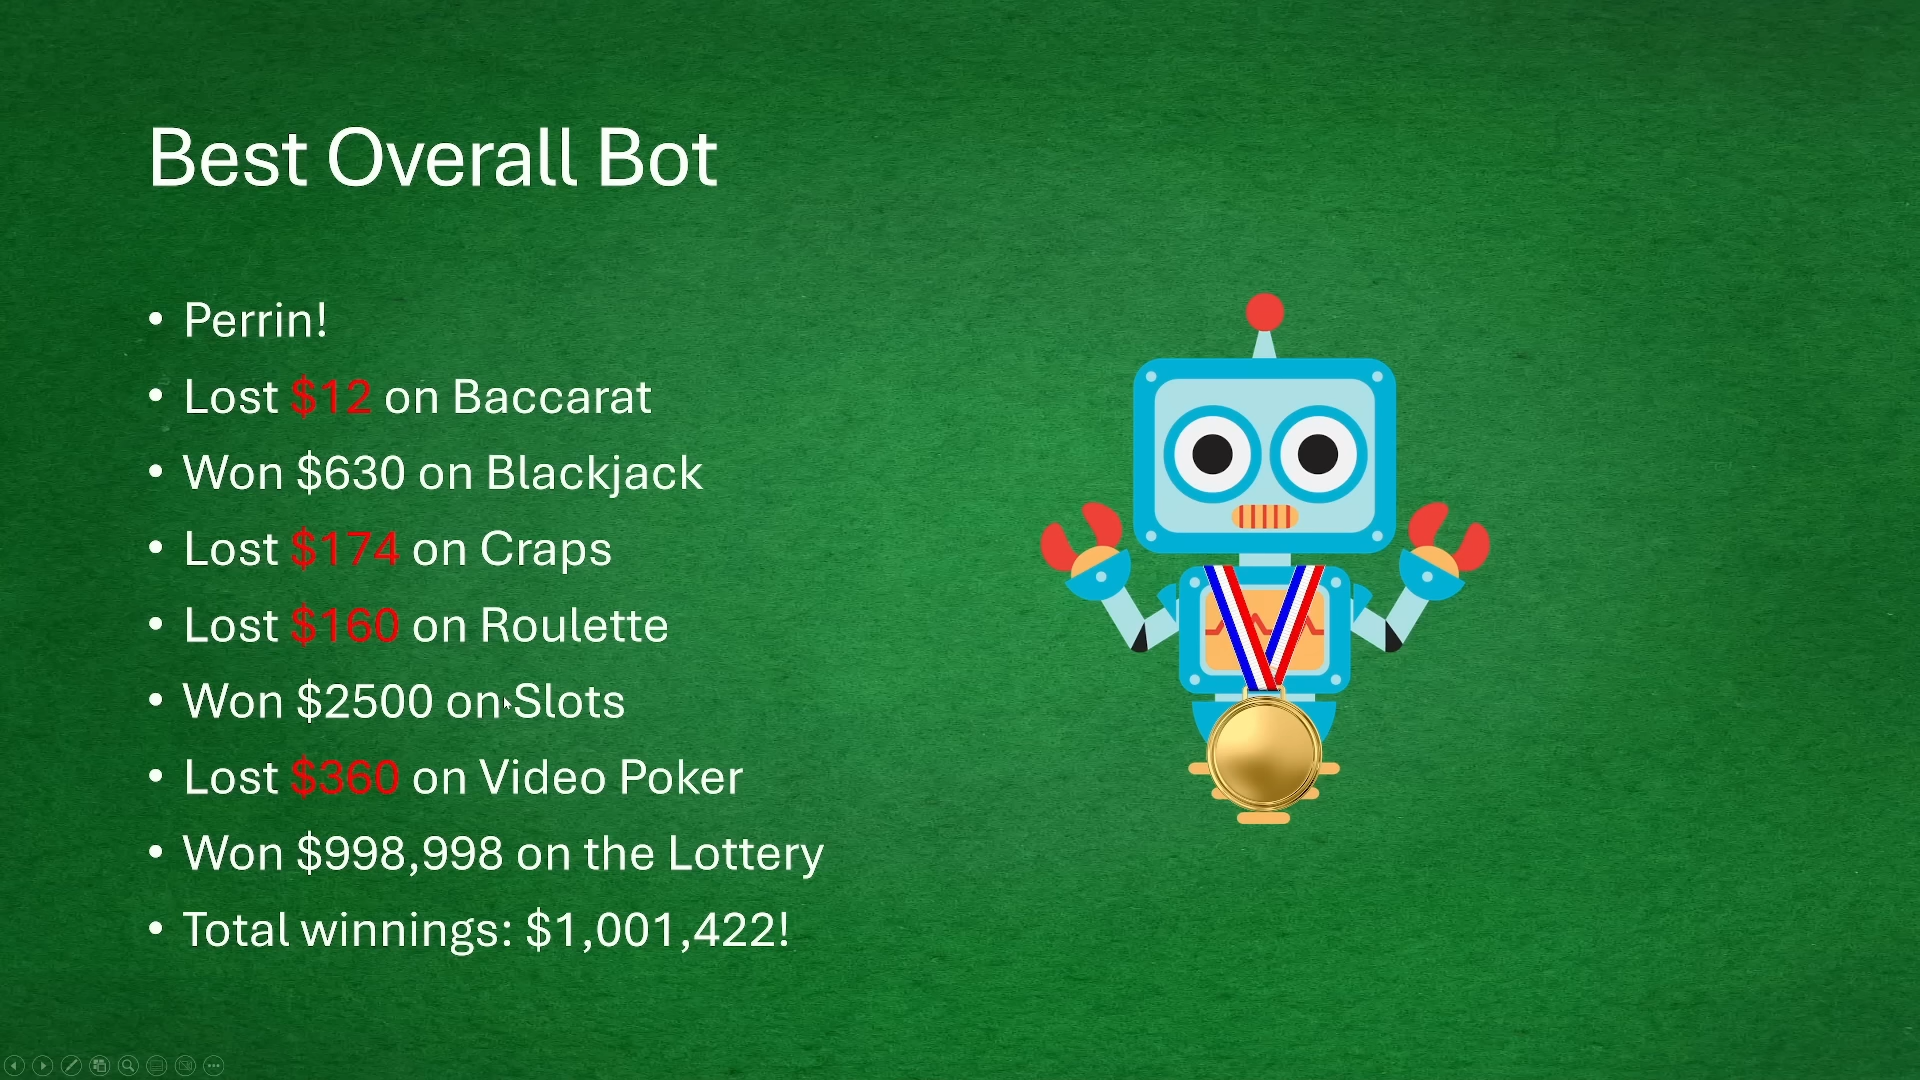 Best Overall Bot
• Perrin!
• Lost $12 on Baccarat
• Won $630 on Blackjack
• Lost $174 on Craps
• Lost $160 on Roulette
• Won $2500 on Slots
• Lost $360 on Video Poker
• Won $998,998 on the Lottery
• Total winnings: $1,001,422!